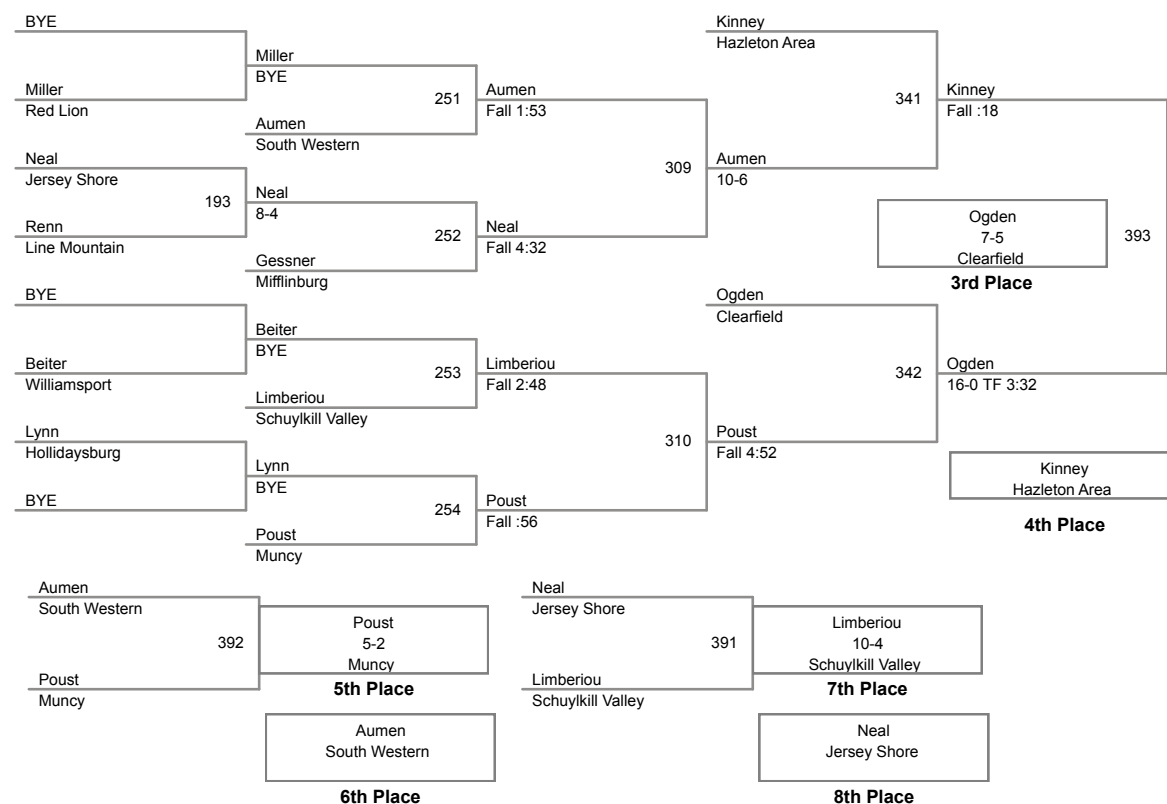 BYE
Miller
Red Lion
Neal
Jersey Shore
193
Renn
Line Mountain
BYE
Beiter
Williamsport
Lynn
Hollidaysburg
BYE
Miller
BYE
251
Aumen
South Western
Neal
8-4
252
Gessner
Mifflinburg
Beiter
BYE
253
Limberiou
Schuylkill Valley
Lynn
BYE
254
Poust
Muncy
Aumen
Fall 1:53
309
Neal
Fall 4:32
Limberiou
Fall 2:48
310
Poust
Fall :56
Kinney
Hazleton Area
341
Aumen
10-6
Ogden
Clearfield
342
Poust
Fall 4:52
Kinney
Fall :18
Ogden
7-5
Clearfield
3rd Place
393
Ogden
16-0 TF 3:32
Kinney
Hazleton Area
4th Place
Aumen
South Western
392
Poust
Muncy
Poust
5-2
Muncy
5th Place
Aumen
South Western
6th Place
Neal
Jersey Shore
391
Limberiou
Schuylkill Valley
Limberiou
10-4
Schuylkill Valley
7th Place
Neal
Jersey Shore
8th Place